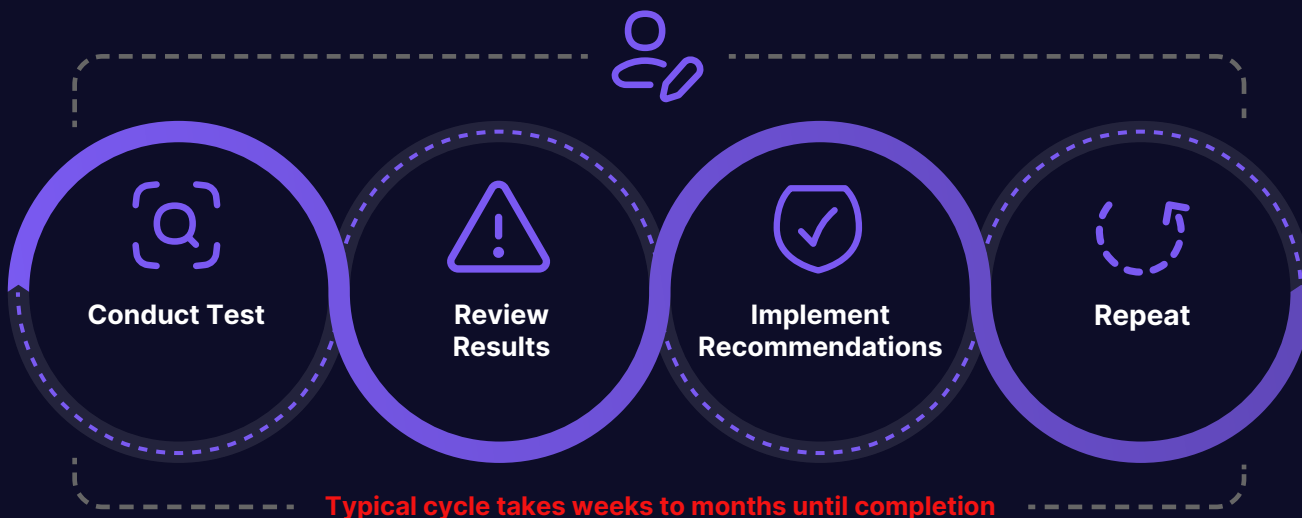 Conduct Test
Review
Results
Implement
Recommendations
Repeat
Typical cycle takes weeks to months until completion